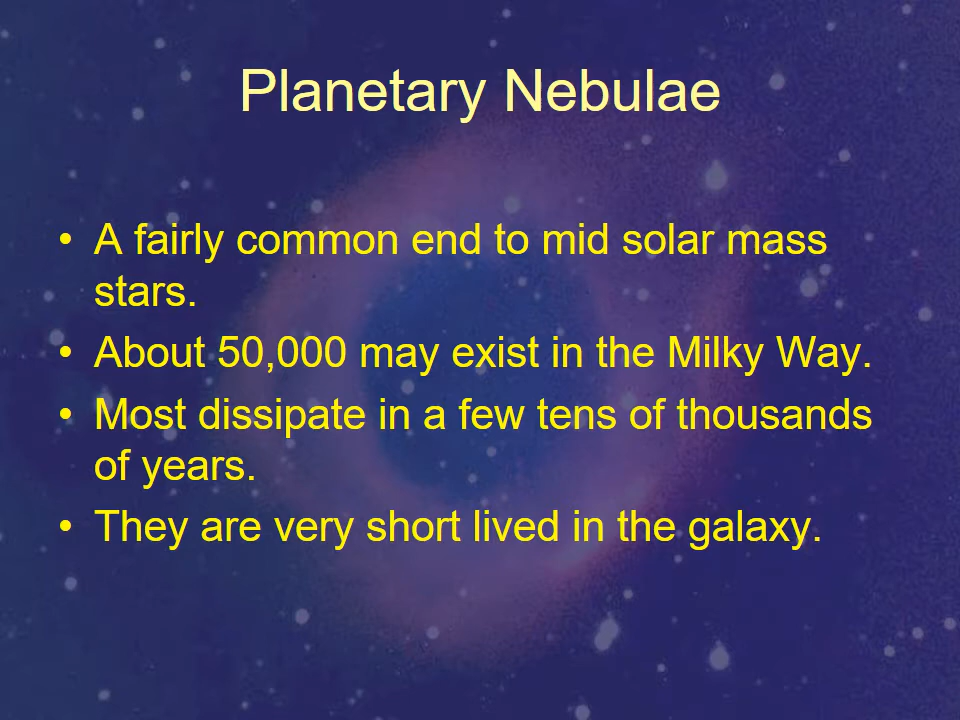 Planetary Nebulae
• A fairly common end to mid solar mass
stars.
• About 50,000 may exist in the Milky Way.
• Most dissipate in a few tens of thousands
of years.
• They are very short lived in the galaxy.